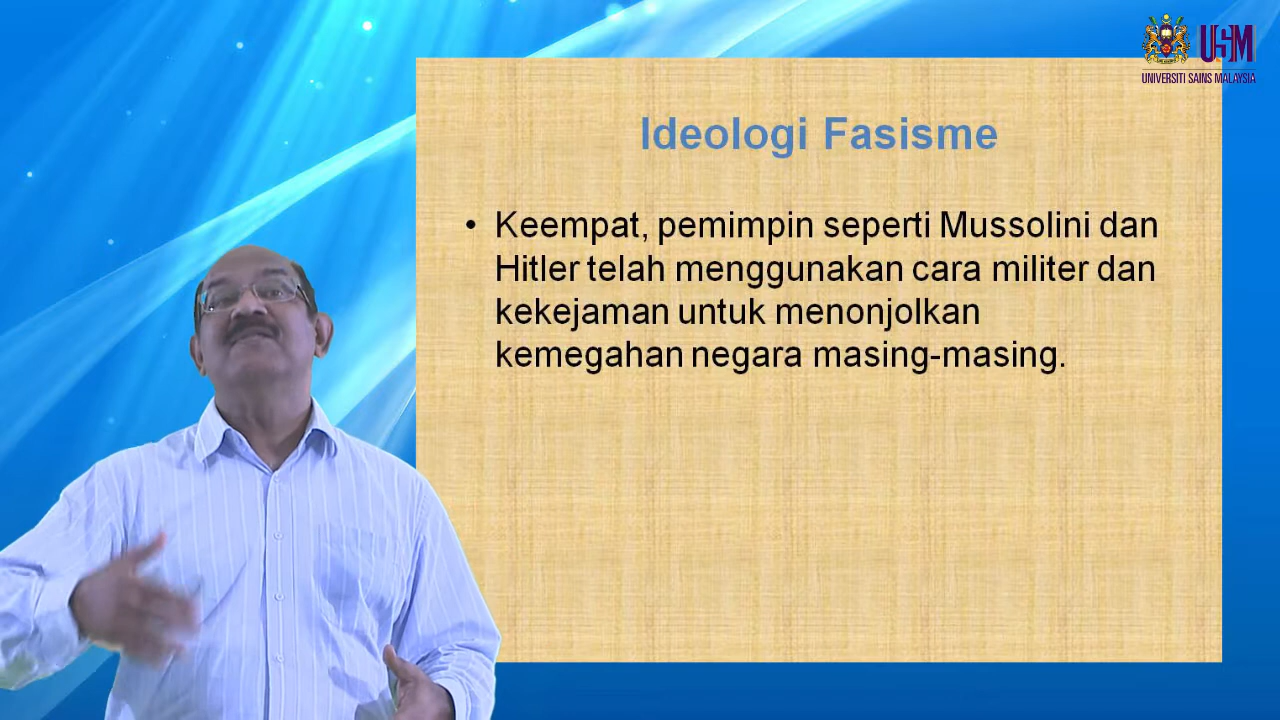 USM
UNIVERSITI SAINS MALAYSIA
Ideologi Fasisme
• Keempat, pemimpin seperti Mussolini dan
Hitler telah menggunakan cara militer dan
kekejaman untuk menonjolkan
kemegahan negara masing-masing.